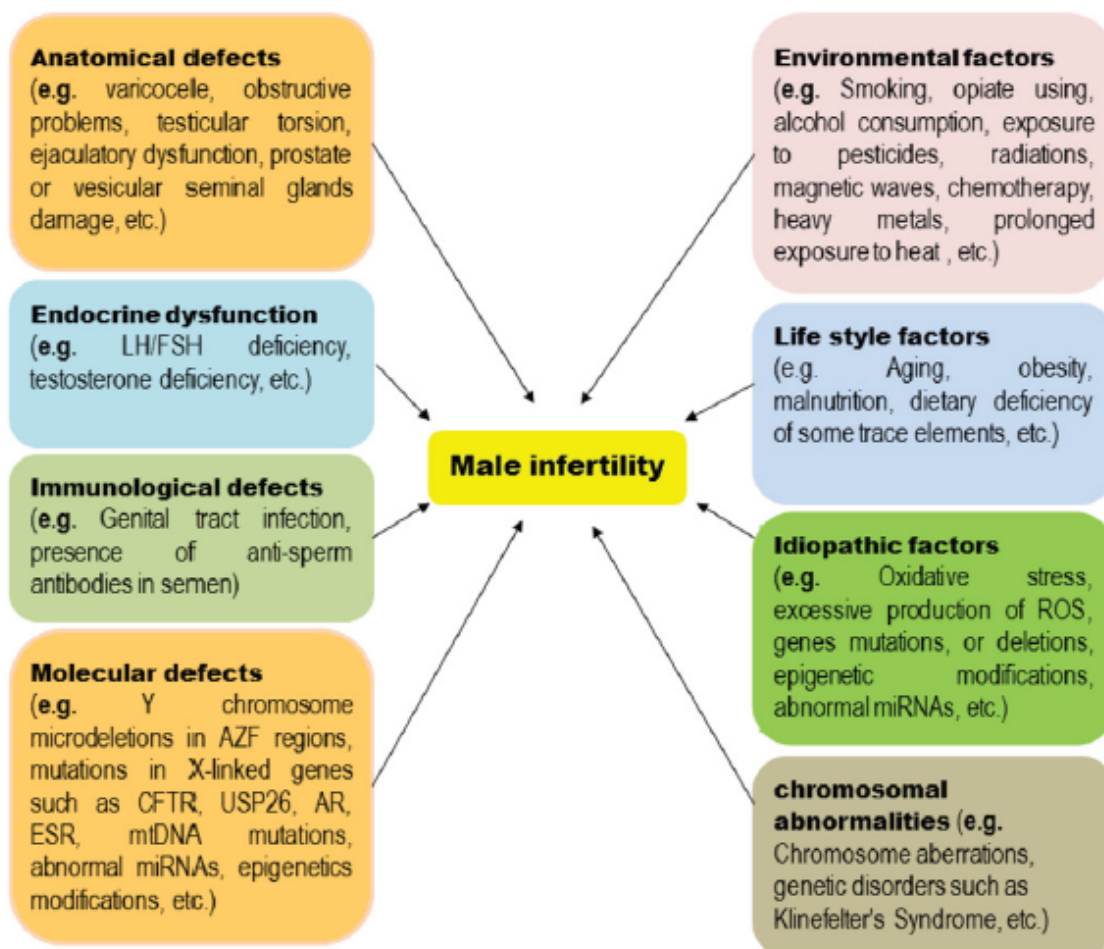 Anatomical defects
(e.g. varicocelle, obstructive
problems, testicular torsion,
ejaculatory dysfunction, prostate
or vesicular seminal glands
damage, etc.)
Endocrine dysfunction
(e.g. LH/FSH deficiency,
testosterone deficiency, etc.)
Immunological defects
(e.g. Genital tract infection,
presence of anti-sperm
antibodies in semen)
Molecular defects
(e.g. Y chromosome
microdeletions in AZF regions,
mutations in X-linked genes
such as CFTR, USP26, AR,
ESR, mtDNA mutations,
abnormal miRNAs, epigenetics
modifications, etc.)
Male infertility
Environmental factors
(e.g. Smoking, opiate using,
alcohol consumption, exposure
to pesticides, radiations,
magnetic waves, chemotherapy,
heavy metals, prolonged
exposure to heat , etc.)
Life style factors
(e.g. Aging, obesity,
malnutrition, dietary deficiency
of some trace elements, etc.)
Idiopathic factors
(e.g. Oxidative stress,
excessive production of ROS,
genes mutations, or deletions,
epigenetic modifications,
abnormal miRNAs, etc.)
chromosomal
abnormalities (e.g.
Chromosome aberrations,
genetic disorders such as
Klinefelter's Syndrome, etc.)